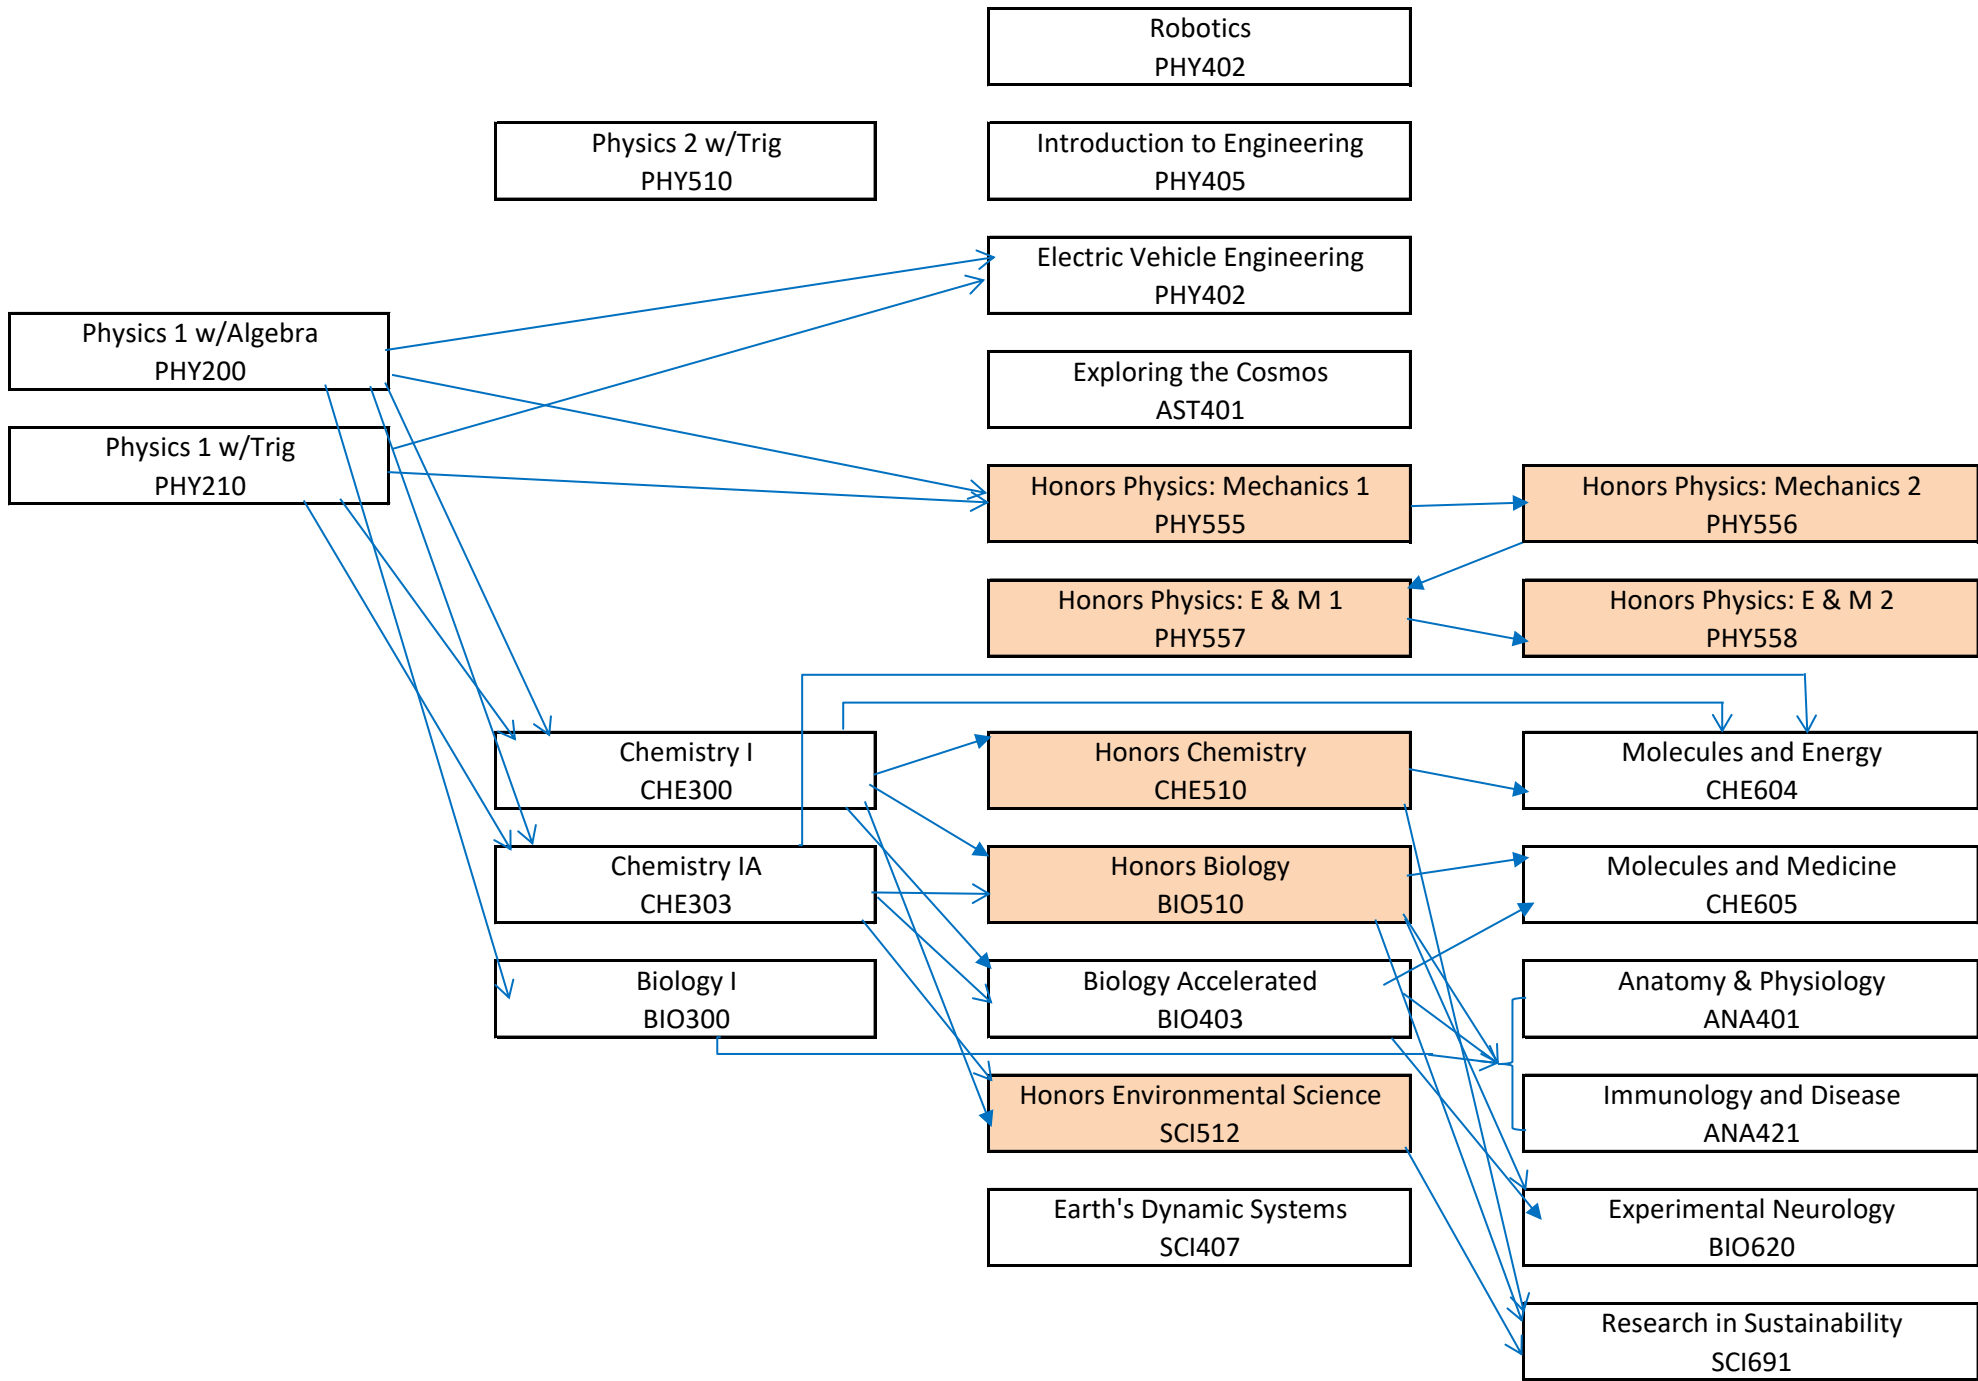 Robotics
PHY402
Physics 2 w/Trig
PHY510
Introduction to Engineering
PHY405
Electric Vehicle Engineering
PHY402
Physics 1 w/Algebra
PHY200
Exploring the Cosmos
AST401
Physics 1 w/Trig
PHY210
Honors Physics: Mechanics 1
PHY555
Honors Physics: Mechanics 2
PHY556
Honors Physics: E & M 1
PHY557
Honors Physics: E & M 2
PHY558
Chemistry I
CHE300
Honors Chemistry
CHE510
Molecules and Energy
CHE604
Chemistry IA
CHE303
Honors Biology
BIO510
Molecules and Medicine
CHE605
Biology I
BIO300
Biology Accelerated
BIO403
Anatomy & Physiology
ANA401
Honors Environmental Science
SCI512
Immunology and Disease
ANA421
Earth's Dynamic Systems
SCI407
Experimental Neurology
BIO620
Research in Sustainability
SCI691